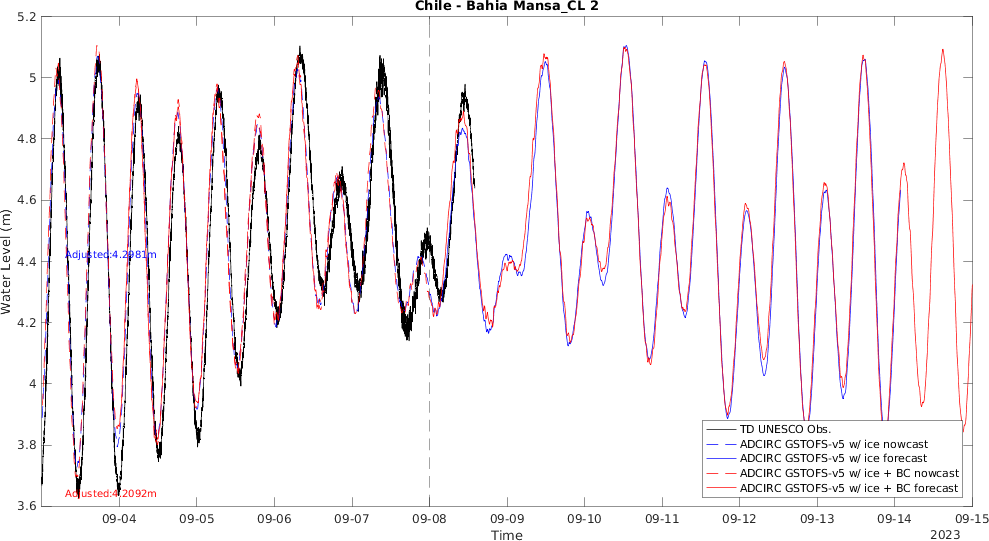 Chile - Bahia Mansa_CL 2
5.2
5
4.8
4.6
4.4
4.2
4
3.8
3.6
Water Level (m)
Adjusted:4.2981m
Adjusted:4.2092m
TD UNESCO Obs.
ADCIRC GSTOFS-v5 w/ ice nowcast
ADCIRC GSTOFS-v5 w/ ice forecast
ADCIRC GSTOFS-v5 w/ ice + BC nowcast
ADCIRC GSTOFS-v5 w/ ice + BC forecast
09-04 09-05 09-06 09-07 09-08 09-09 09-10 09-11 09-12 09-13 09-14 09-15
Time
2023